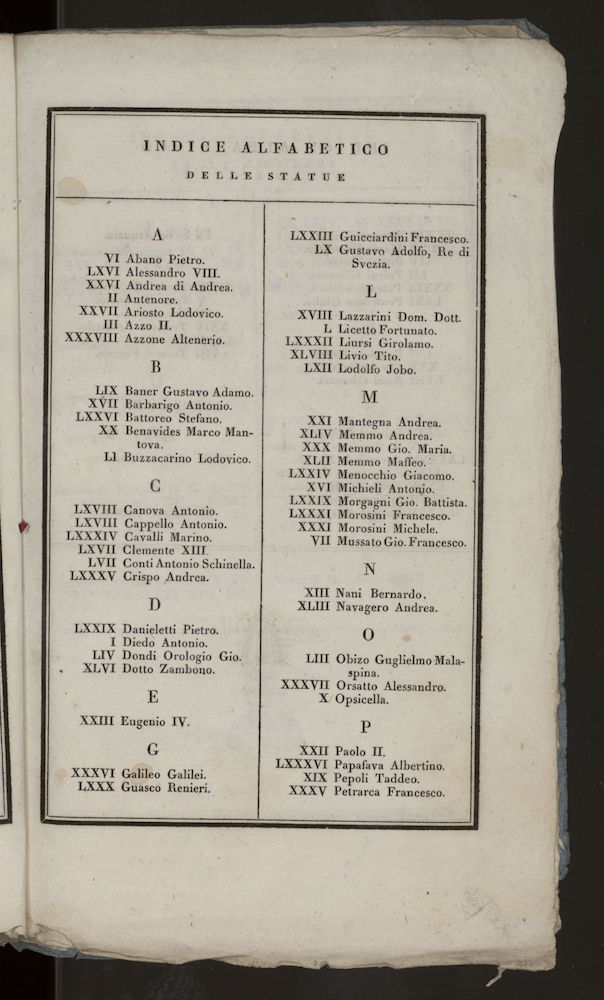 INDICE ALFABETICO
DELLE STATUE
A
VI Abano Pietro.
LXVI Alessandro VIII.
XXVI Andrea di Andrea.
II Antenore.
XXVII Ariosto Lodovico.
III Azzo II.
XXXVIII Azzone Altenerio.
B
LIX Baner Gustavo Adamo.
XVII Barbarigo Antonio.
LXXVI Battoreo Stefano.
XX Benavides Marco Man-
tova.
LI Buzzacarino Lodovico.
C
LXVIII Canova Antonio.
LXVIII Cappello Antonio.
LXXXIV Cavalli Marino.
LXVII Clemente XIII.
LVII Conti Antonio Schinella.
LXXXV Crispo Andrea.
D
LXXIX Danieletti Pietro.
I Diedo Antonio.
LIV Dondi Orologio Gio.
XLVI Dotto Zambono.
E
XXIII Eugenio IV.
G
XXXVI Galileo Galilei.
LXXX Guasco Renieri.
LXXIII Guicciardini Francesco.
LX Gustavo Adolfo, Re di
Svezia.
L
XVIII Lazzarini Dom. Dott.
L Licetto Fortunato.
LXXXII Liursi Girolamo.
XLVIII Livio Tito.
LXII Lodolfo Jobo.
M
XXI Mantegna Andrea.
XLIV Memmo Andrea.
XXX Memmo Gio. Maria.
XLII Memmo Maffeo.
LXXIV Menocchio Giacomo.
XVI Michieli Antonio.
LXXIX Morgagni Gio. Battista.
LXXXI Morosini Francesco.
XXXI Morosini Michele.
VII Mussato Gio. Francesco.
N
XIII Nani Bernardo.
XLIII Navagero Andrea.
O
LIII Obizo Guglielmo Mala-
spina.
XXXVII Orsatto Alessandro.
X Opsicella.
P
XXII Paolo II.
LXXXVI Papafava Albertino.
XIX Pepoli Taddeo.
XXXV Petrarca Francesco.